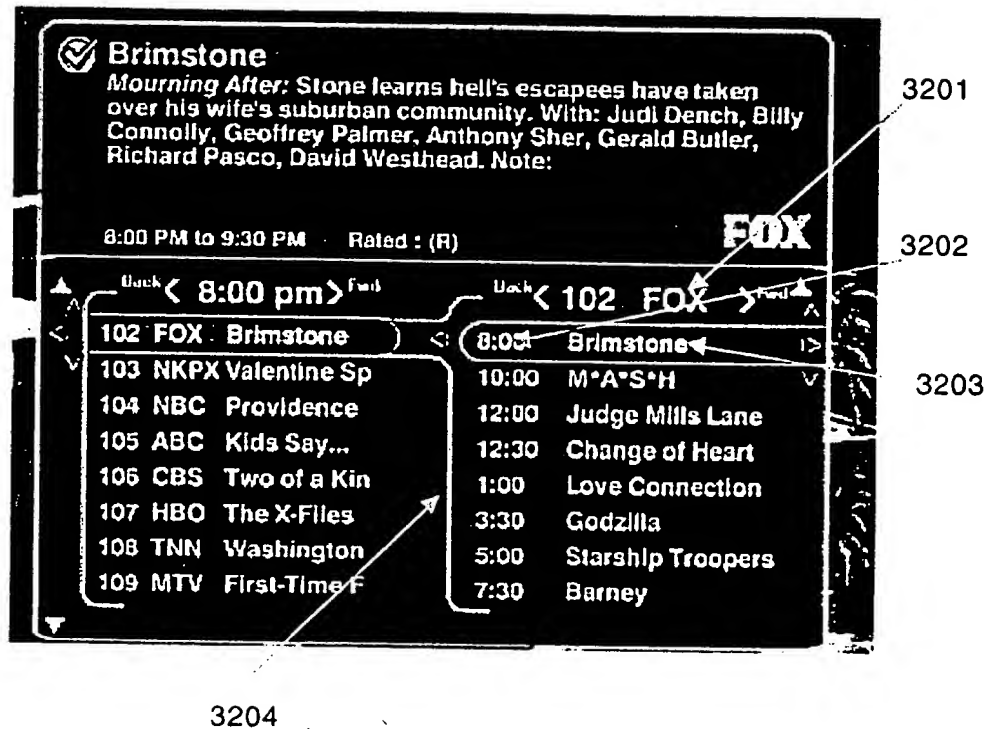 Brimstone
Mourning After: Stone learns hell's escapees have taken
over his wife's suburban community. With: Judi Dench, Billy
Connolly, Geoffrey Palmer, Anthony Sher, Gerald Butler,
Richard Pasco, David Westhead. Note:
8:00 PM to 9:30 PM Rated : (R)
FOX
Back < 8:00 pm > Fwd
102 FOX Brimstone
103 NKPX Valentine Sp
104 NBC Providence
105 ABC Kids Say...
106 CBS Two of a Kin
107 HBO The X-Files
108 TNN Washington
109 MTV First-Time F
Back < 102 FOX > Fwd
8:00 Brimstone
10:00 M*A*S*H
12:00 Judge Mills Lane
12:30 Change of Heart
1:00 Love Connection
3:30 Godzilla
5:00 Starship Troopers
7:30 Barney
3201
3202
3203
3204